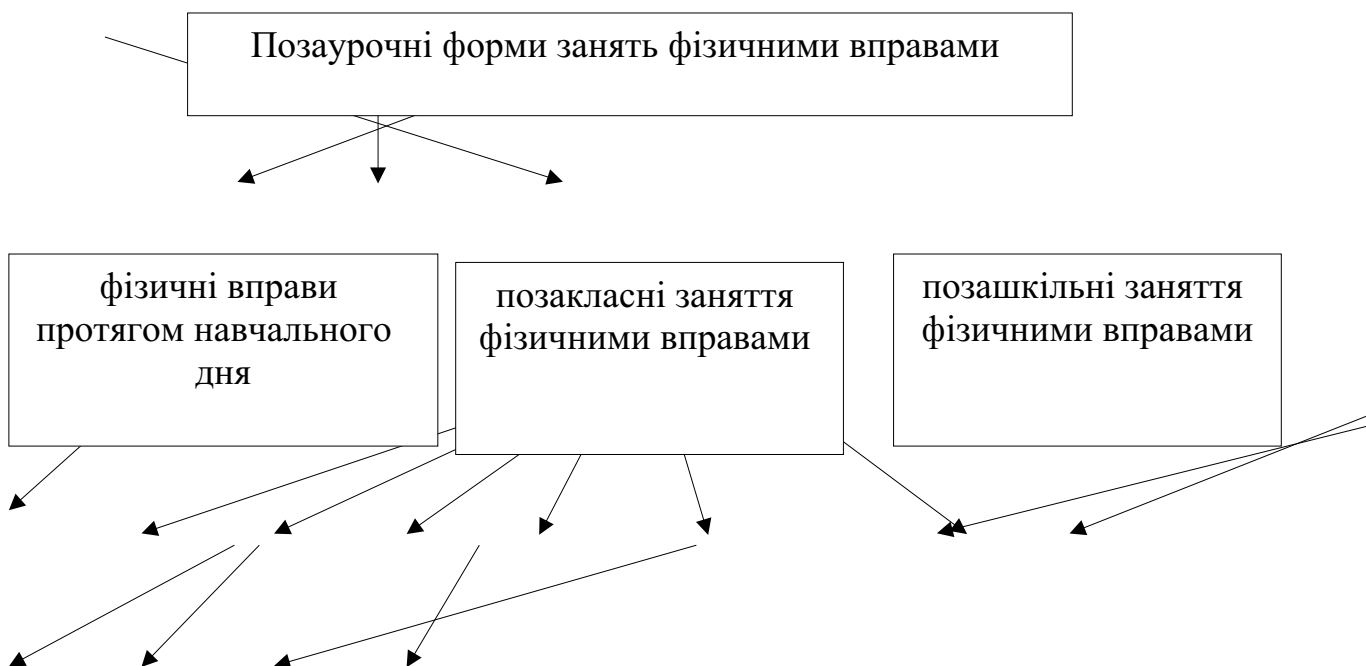 Позаурочні форми занять фізичними вправами
фізичні вправи
протягом навчального
дня
позакласні заняття
фізичними вправами
позашкільні заняття
фізичними вправами